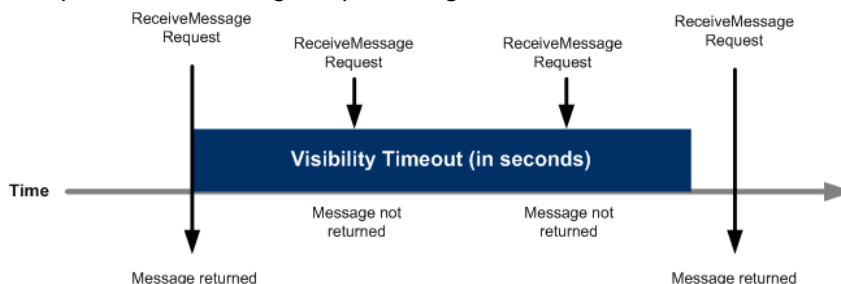 ReceiveMessage
Request
ReceiveMessage
Request
ReceiveMessage
Request
ReceiveMessage
Request
Visibility Timeout (in seconds)
Time
Message not
returned
Message not
returned
Message returned
Message returned